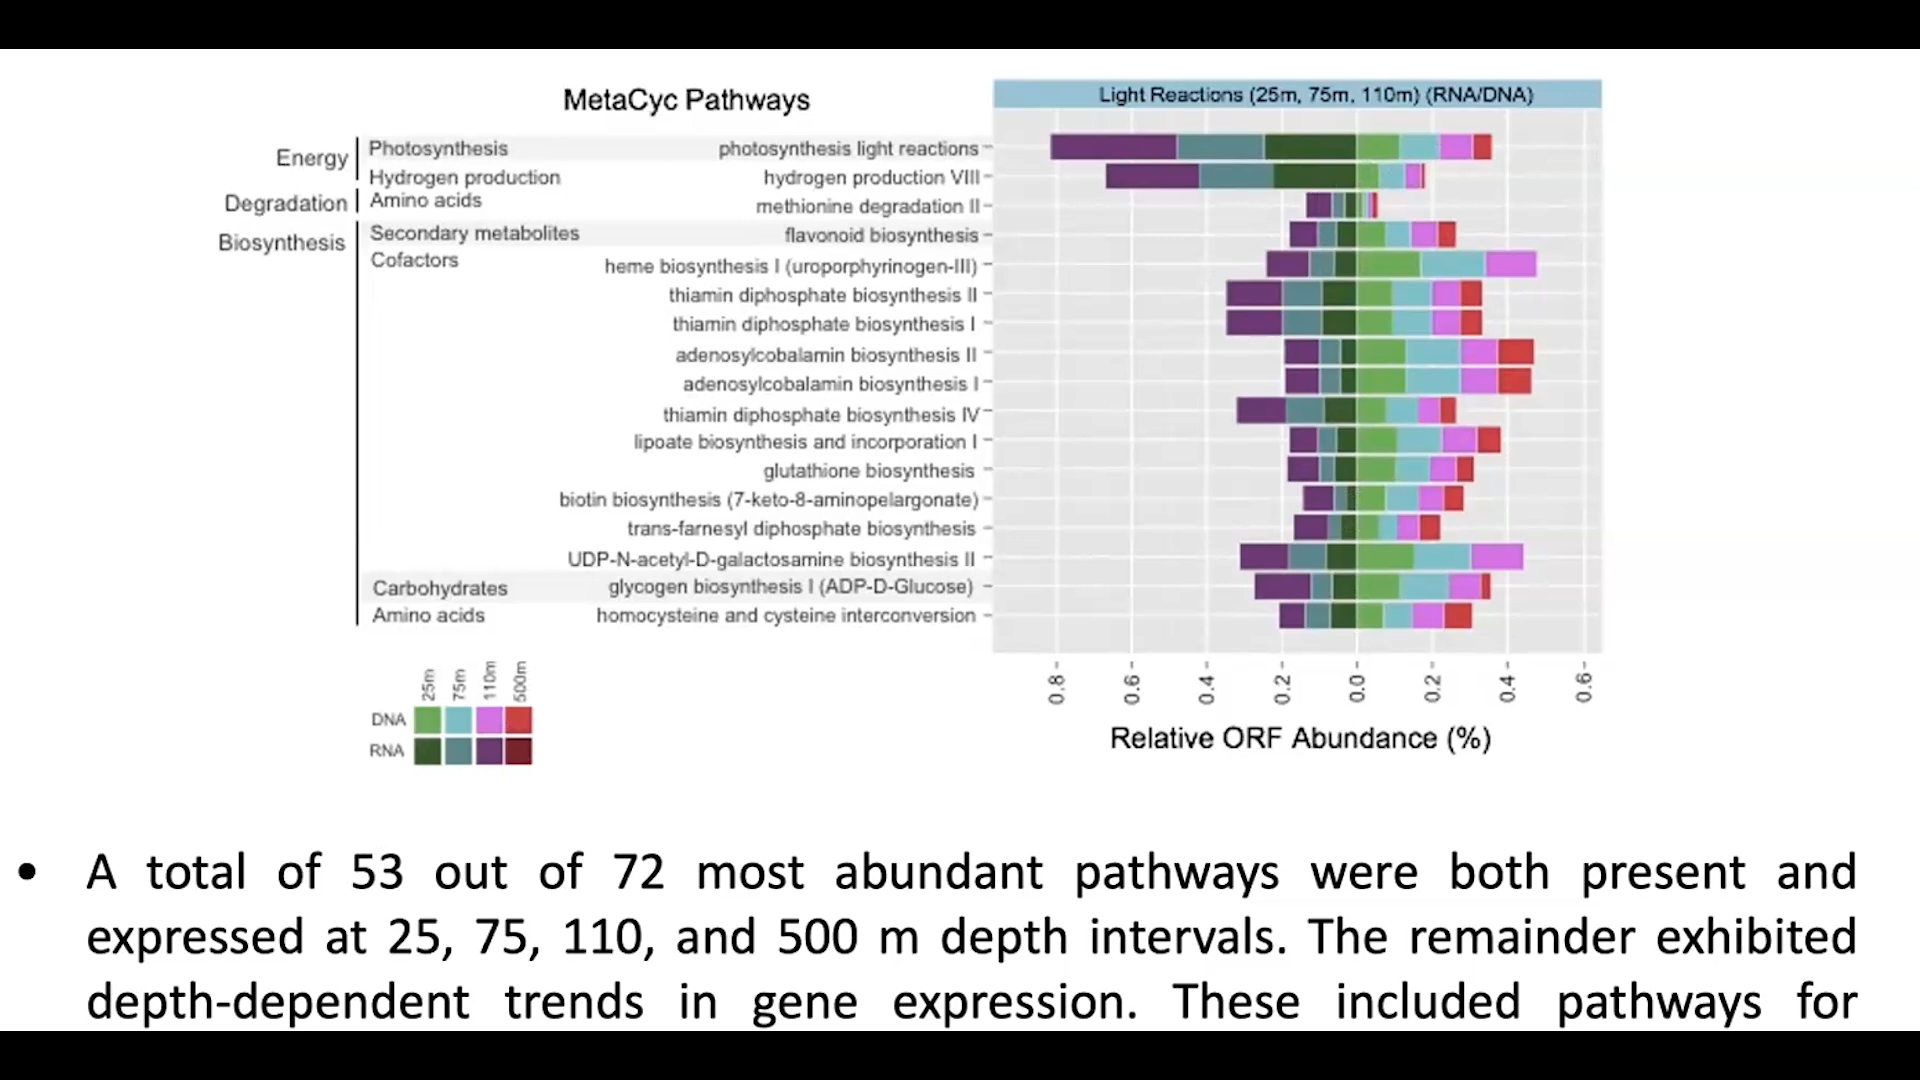 MetaCyc Pathways
Light Reactions (25m, 75m, 110m) (RNA/DNA)
Energy
Photosynthesis
photosynthesis light reactions
Hydrogen production
hydrogen production VIII
Degradation
Amino acids
methionine degradation II
Biosynthesis
Secondary metabolites
flavonoid biosynthesis
Cofactors
heme biosynthesis I (uroporphyrinogen-III)
thiamin diphosphate biosynthesis II
thiamin diphosphate biosynthesis I
adenosylcobalamin biosynthesis II
adenosylcobalamin biosynthesis I
thiamin diphosphate biosynthesis IV
lipoate biosynthesis and incorporation I
glutathione biosynthesis
biotin biosynthesis (7-keto-8-aminopelargonate)
trans-farnesyl diphosphate biosynthesis
UDP-N-acetyl-D-galactosamine biosynthesis II
Carbohydrates
glycogen biosynthesis I (ADP-D-Glucose)
Amino acids
homocysteine and cysteine interconversion
0.8
0.6
0.4
0.2
0.0
0.2
0.4
0.6
Relative ORF Abundance (%)
25m
75m
110m
500m
DNA
RNA
• A total of 53 out of 72 most abundant pathways were both present and
expressed at 25, 75, 110, and 500 m depth intervals. The remainder exhibited
depth-dependent trends in gene expression. These included pathways for